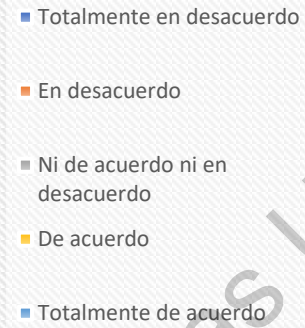 Totalmente en desacuerdo
En desacuerdo
Ni de acuerdo ni en
desacuerdo
De acuerdo
Totalmente de acuerdo